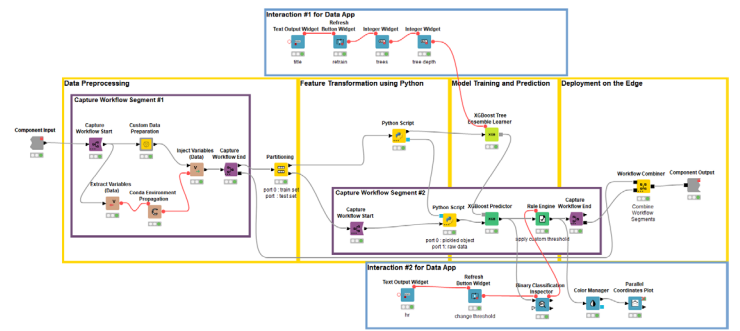 Interaction #1 for Data App
Refresh
Text Output Widget Button Widget Integer Widget Integer Widget
title retrain trees tree depth
Data Preprocessing
Feature Transformation using Python
Model Training and Prediction
Deployment on the Edge
Capture Workflow Segment #1
Component Input
Capture
Workflow Start
Custom Data
Preparation
Inject Variables
(Data)
Capture
Workflow End
Extract Variables
(Data)
Conda Environment
Propagation
Partitioning
port 0 : train set
port : test set
Python Script
XGBoost Tree
Ensemble Learner
Capture Workflow Segment #2
Capture
Workflow Start
Python Script
port 0 : pickled object
port 1: raw data
XGBoost Predictor
Rule Engine
apply custom threshold
Capture
Workflow End
Workflow Combiner
Combine
Workflow
Segments
Component Output
Interaction #2 for Data App
Text Output Widget
Refresh
Button Widget
change threshold
Binary Classification
Inspector
Color Manager
Parallel
Coordinates Plot